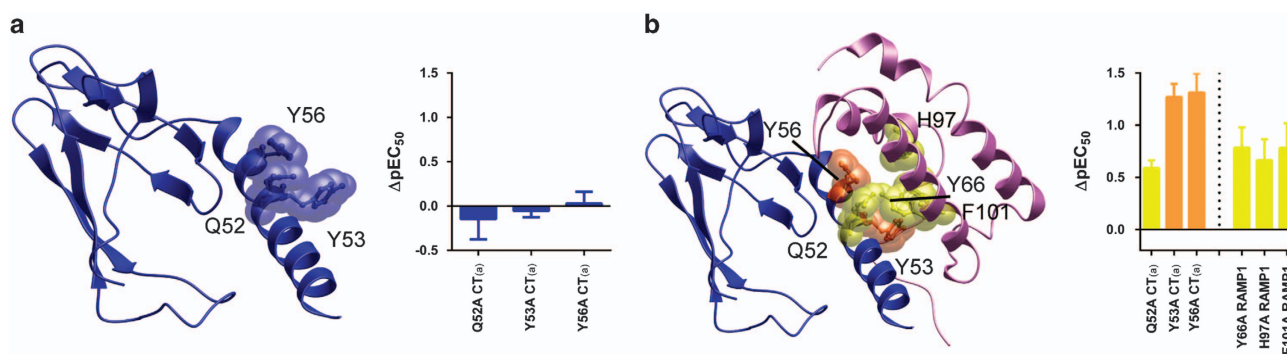 a
Y56
Q52
Y53
ΔpEC50
1.5
1.0
0.5
0.0
-0.5
Q52A CT(a)
Y53A CT(a)
Y56A CT(a)
b
H97
Y56
Y66
F101
Q52
Y53
ΔpEC50
1.5
1.0
0.5
0.0
Q52A CT(a)
Y53A CT(a)
Y56A CT(a)
Y66A RAMP1
H97A RAMP1
F101A RAMP1